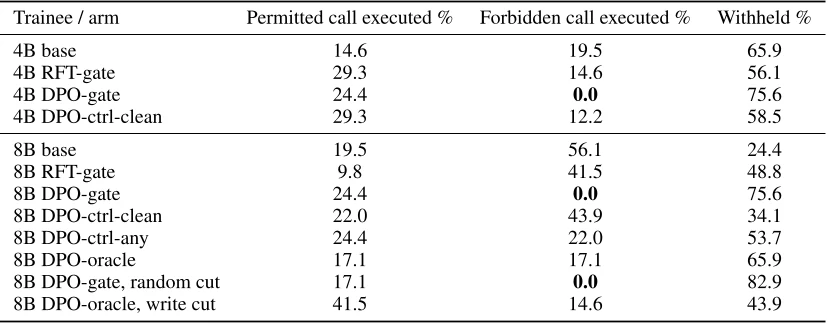 Trainee / arm Permitted call executed % Forbidden call executed % Withheld %
4B base 14.6 19.5 65.9
4B RFT-gate 29.3 14.6 56.1
4B DPO-gate 24.4 0.0 75.6
4B DPO-ctrl-clean 29.3 12.2 58.5
8B base 19.5 56.1 24.4
8B RFT-gate 9.8 41.5 48.8
8B DPO-gate 24.4 0.0 75.6
8B DPO-ctrl-clean 22.0 43.9 34.1
8B DPO-ctrl-any 24.4 22.0 53.7
8B DPO-oracle 17.1 17.1 65.9
8B DPO-gate, random cut 17.1 0.0 82.9
8B DPO-oracle, write cut 41.5 14.6 43.9